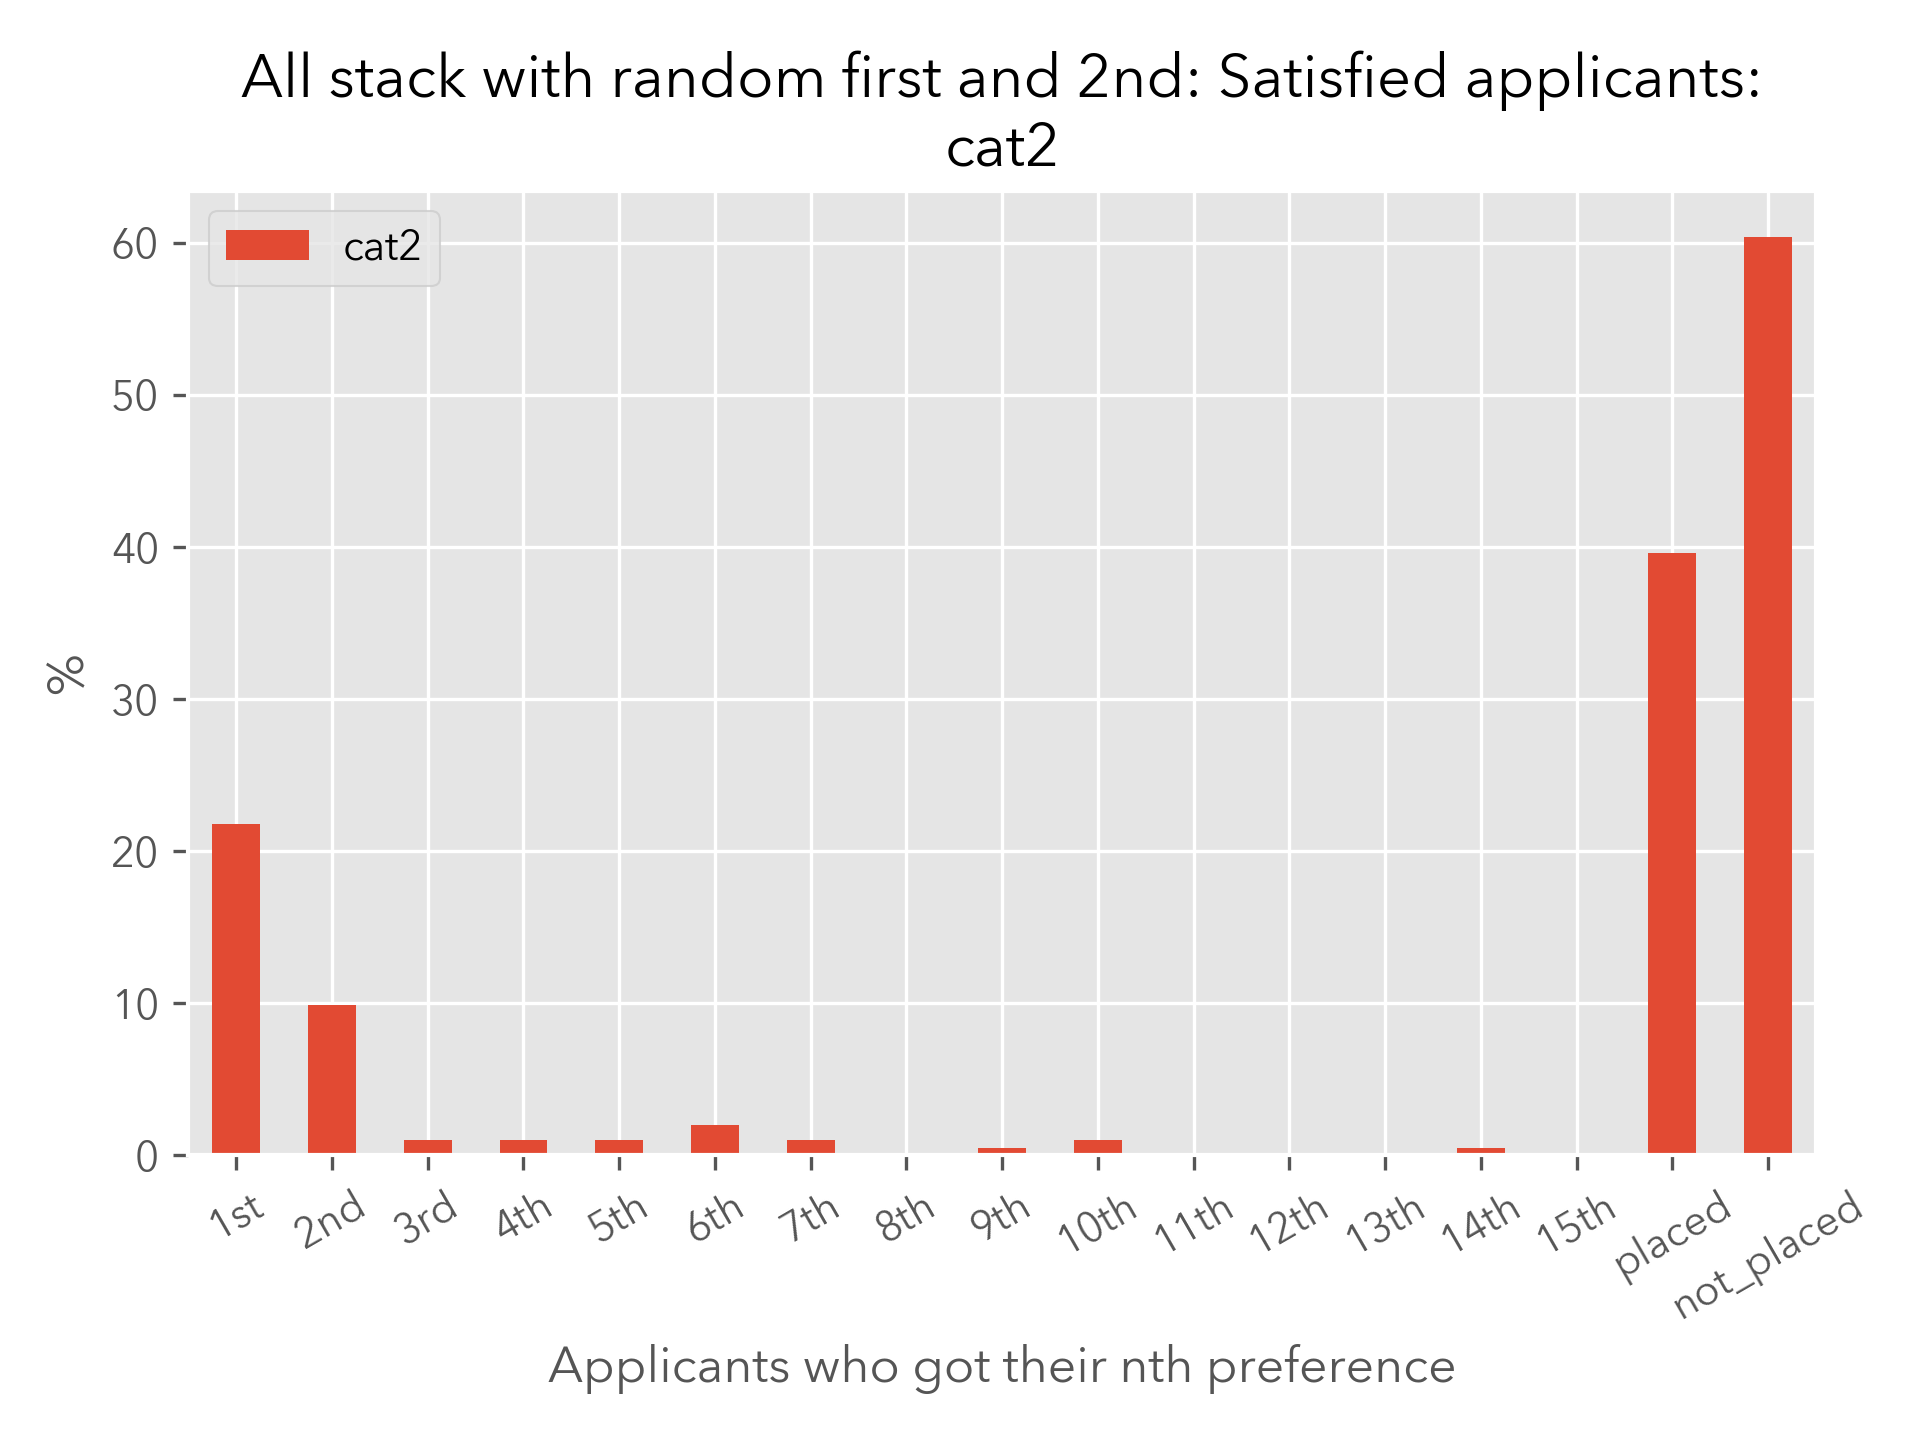 All stack with random first and 2nd: Satisfied applicants:
cat2
cat2
60
50
40
30
20
10
0
%
1st
2nd
3rd
4th
5th
6th
7th
8th
9th
10th
11th
12th
13th
14th
15th
placed
not_placed
Applicants who got their nth preference